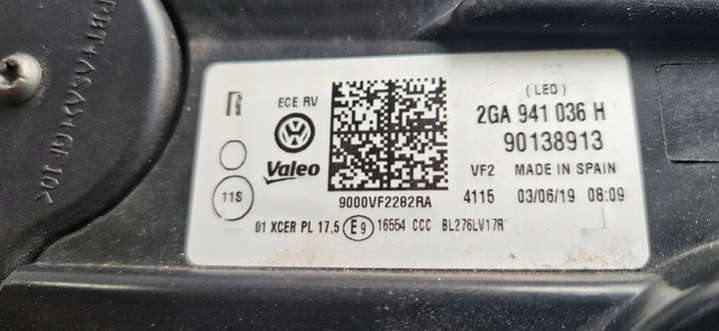 (LED)
ECE RV
2GA 941 036 H
90138913
Valeo
VF2 MADE IN SPAIN
11S
9000VF2282RA
4115 03/06/19 08:09
01 XCER PL 17.5 E9 16554 CCC BL276LV17R